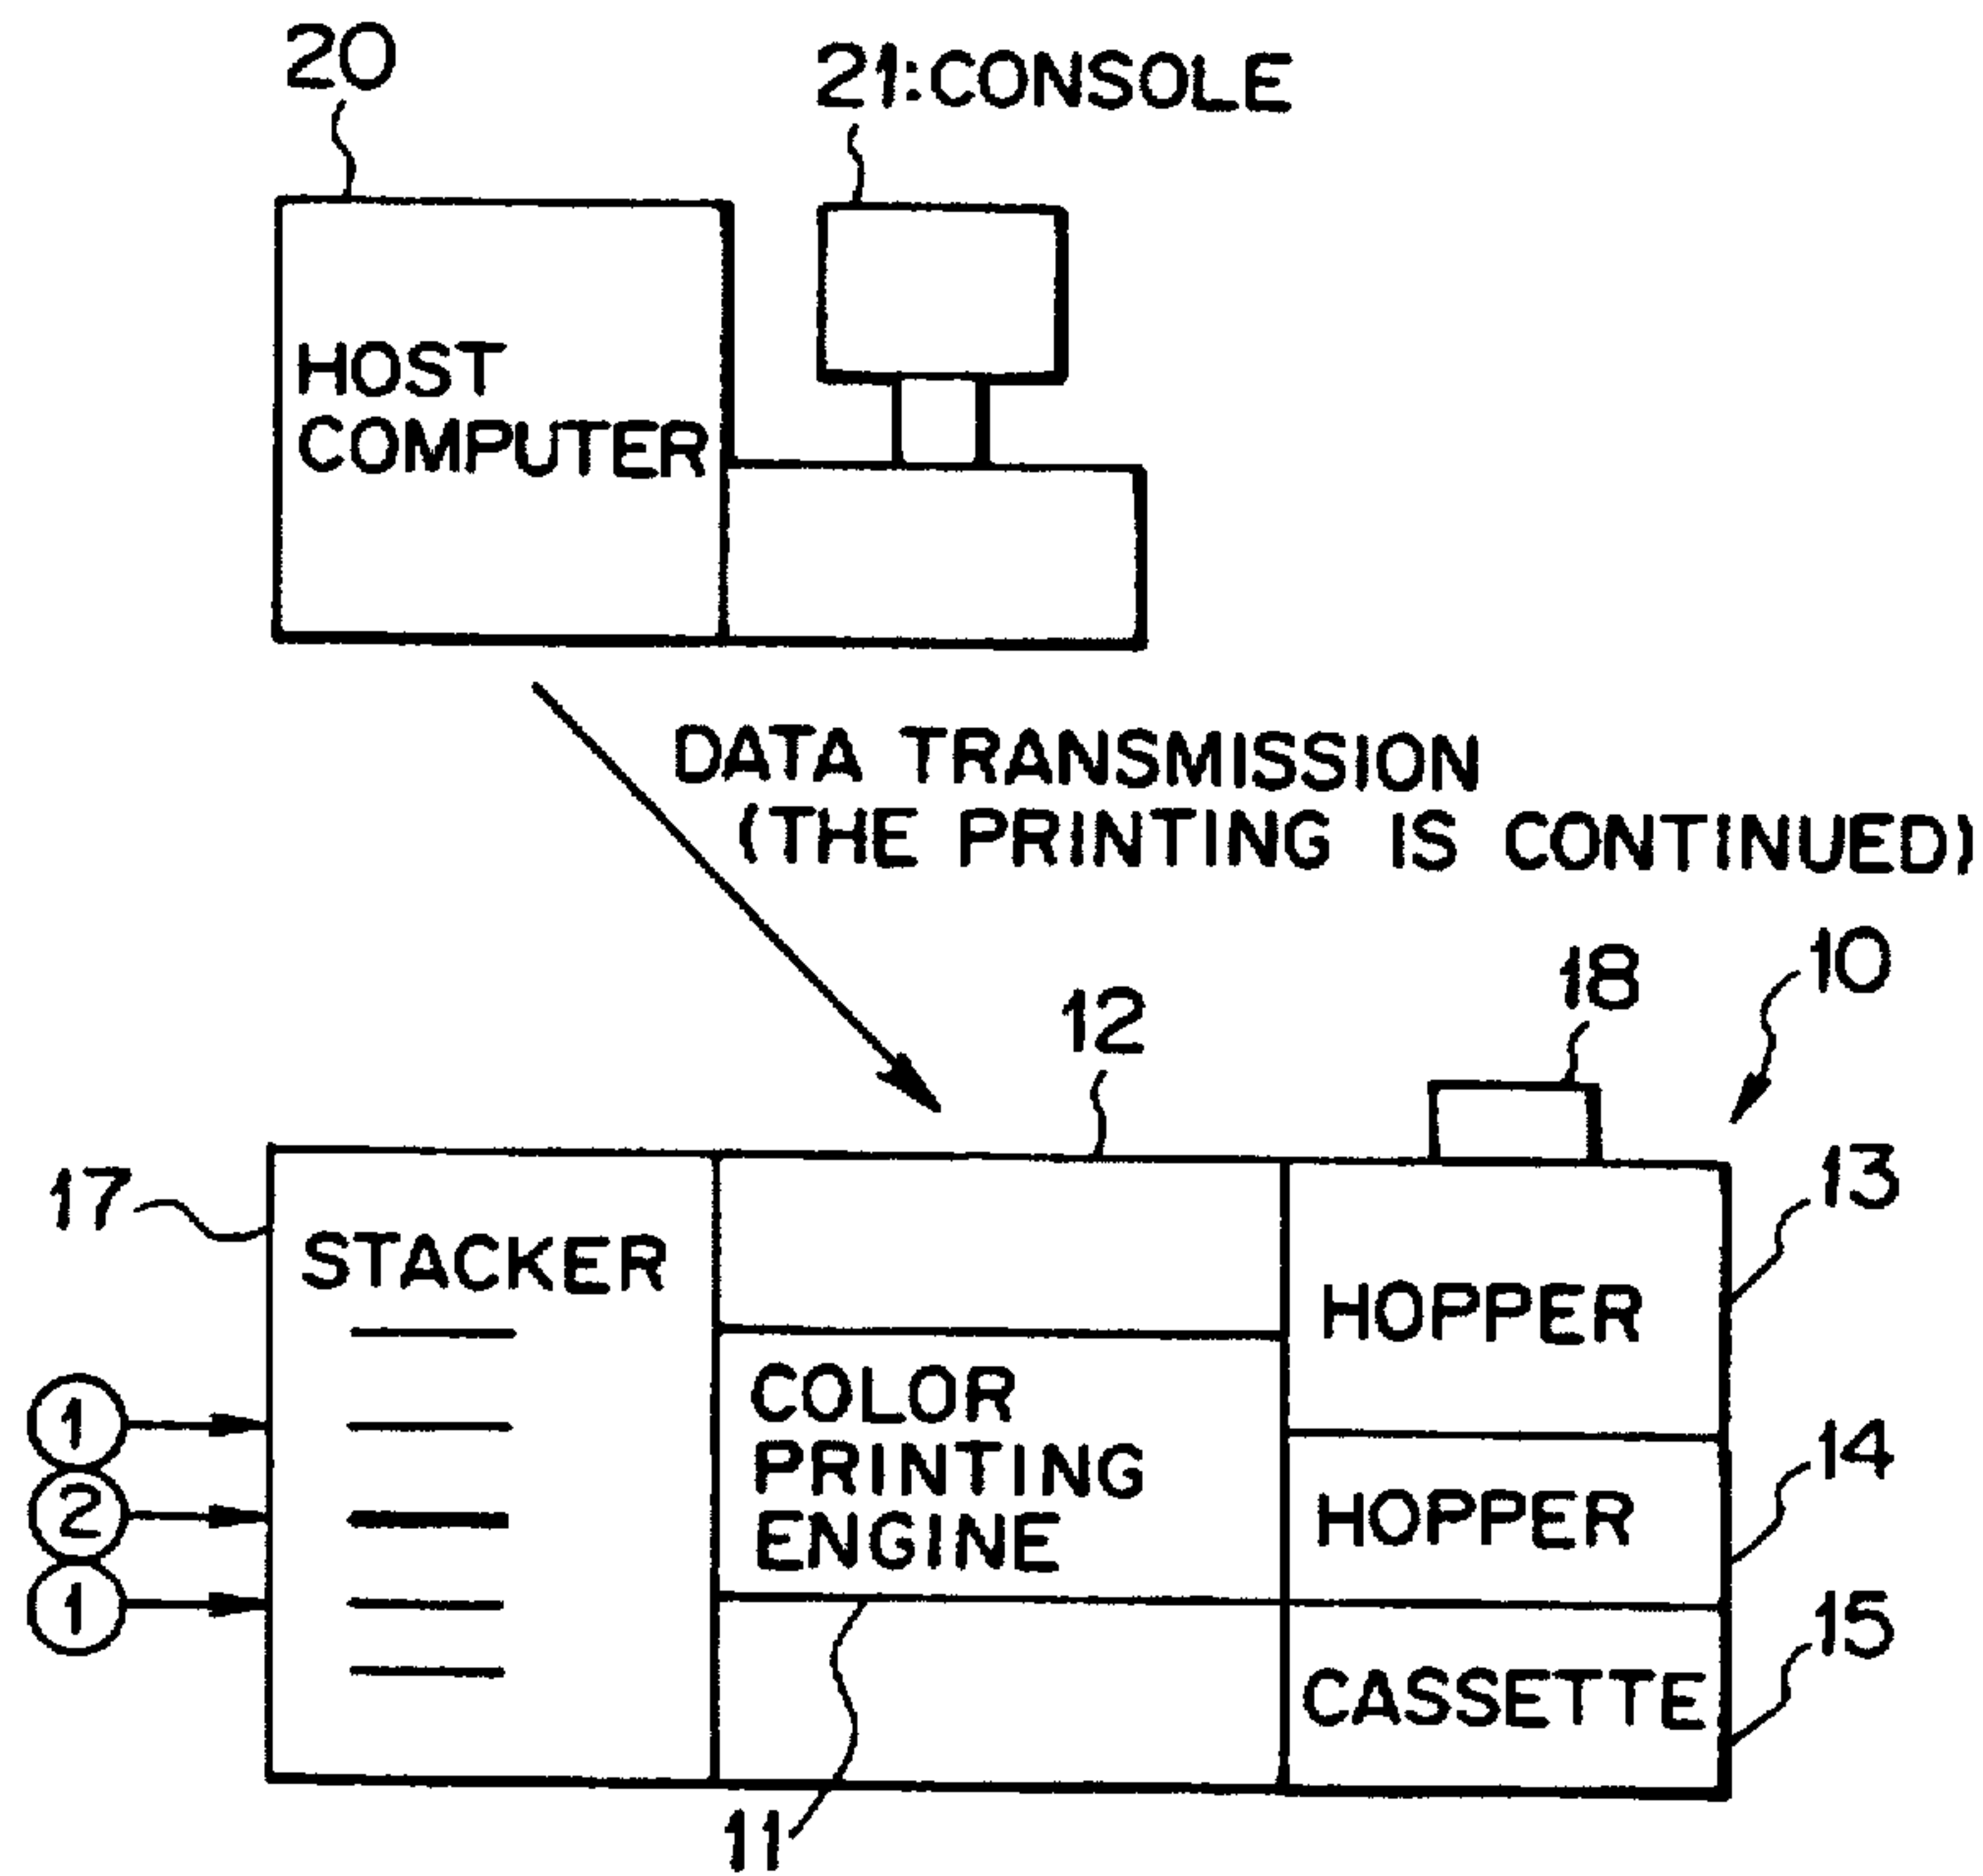 20
21:CONSOLE
HOST
COMPUTER
DATA TRANSMISSION
(THE PRINTING IS CONTINUED)
10
18
12
13
17
STACKER
HOPPER
1
COLOR
PRINTING
ENGINE
14
2
HOPPER
1
15
CASSETTE
11